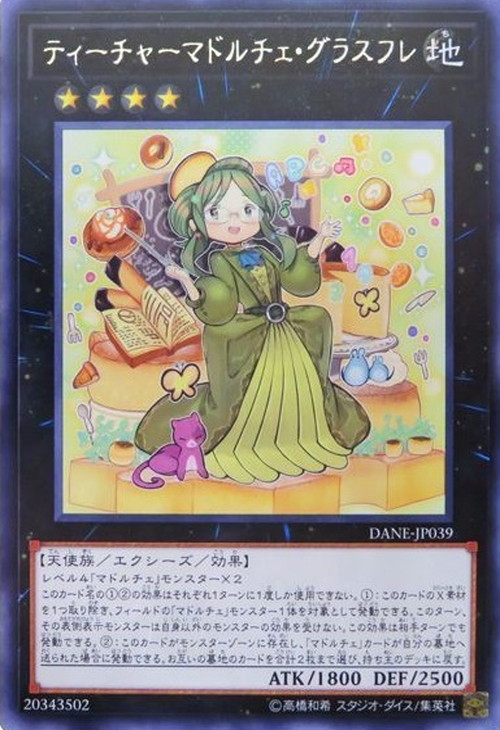 ティーチャーマドルチェ・グラスフレ 地
DANE-JP039
【天使族/エクシーズ/効果】
レベル4「マドルチェ」モンスター×2
このカード名の①②の効果はそれぞれ1ターンに1度しか使用できない。①:このカードのX素材
を1つ取り除き、フィールドの「マドルチェ」モンスター1体を対象として発動できる。このターン、
その表側表示モンスターは自身以外のモンスターの効果を受けない。この効果は相手ターンでも
発動できる。②:このカードがモンスターゾーンに存在し、「マドルチェ」カードが自分の墓地へ
送られた場合に発動できる。お互いの墓地のカードを合計2枚まで選び、持ち主のデッキに戻す。
ATK/1800 DEF/2500
20343502
©高橋和希 スタジオ・ダイス/集英社